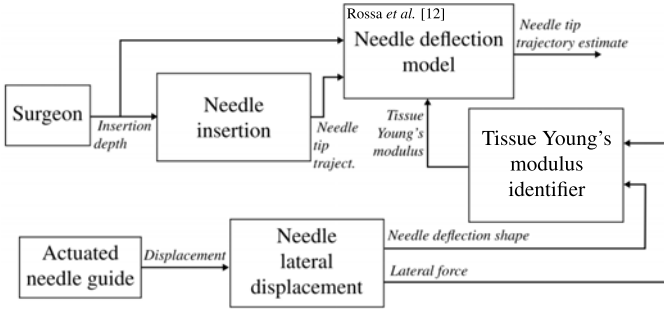 Rossa et al. [12]
Needle deflection
model
Needle tip
trajectory estimate
Surgeon
Insertion
depth
Needle
insertion
Needle
tip
traject.
Tissue
Young's
modulus
Tissue Young's
modulus
identifier
Actuated
needle guide
Displacement
Needle
lateral
displacement
Needle deflection shape
Lateral force